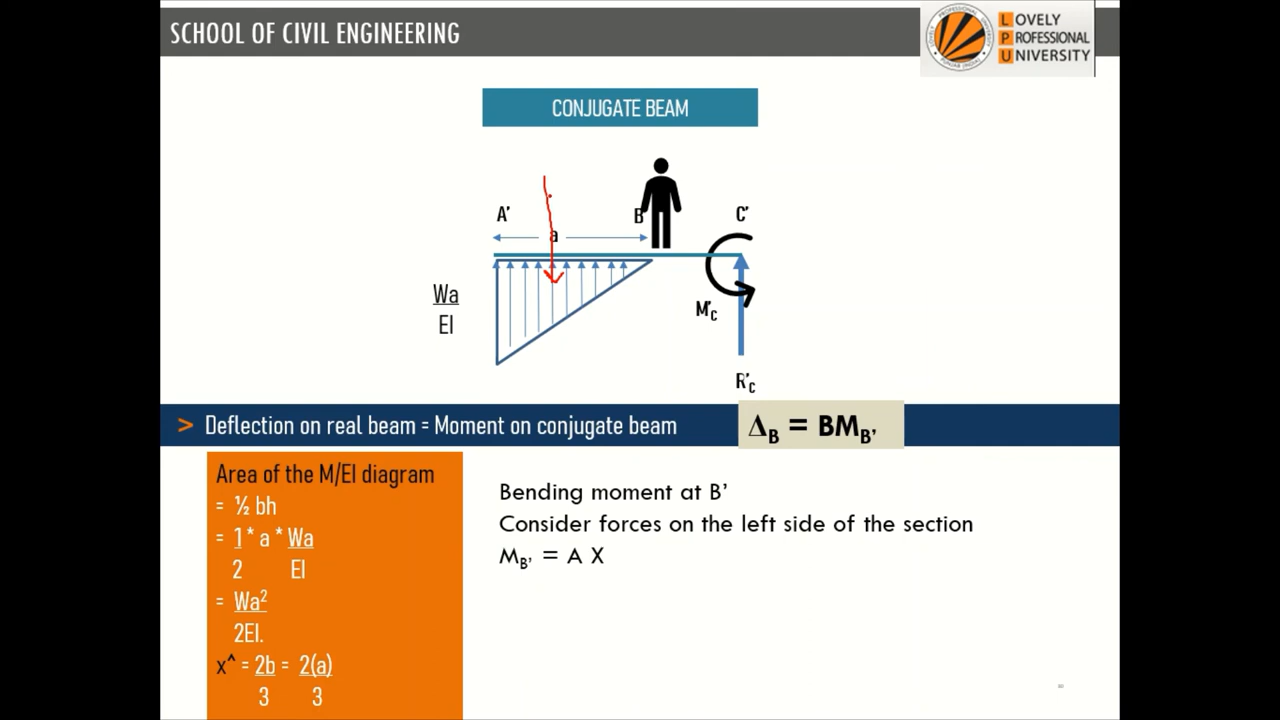 SCHOOL OF CIVIL ENGINEERING
LOVELY
PROFESSIONAL
UNIVERSITY
CONJUGATE BEAM
A' B C'
a
Wa
EI
M'C
R'C
> Deflection on real beam = Moment on conjugate beam
ΔB = BMB'
Area of the M/EI diagram
= ½ bh
= 1 * a * Wa
2 EI
= Wa²
2EI.
x^ = 2b = 2(a)
3 3
Bending moment at B'
Consider forces on the left side of the section
MB' = A X